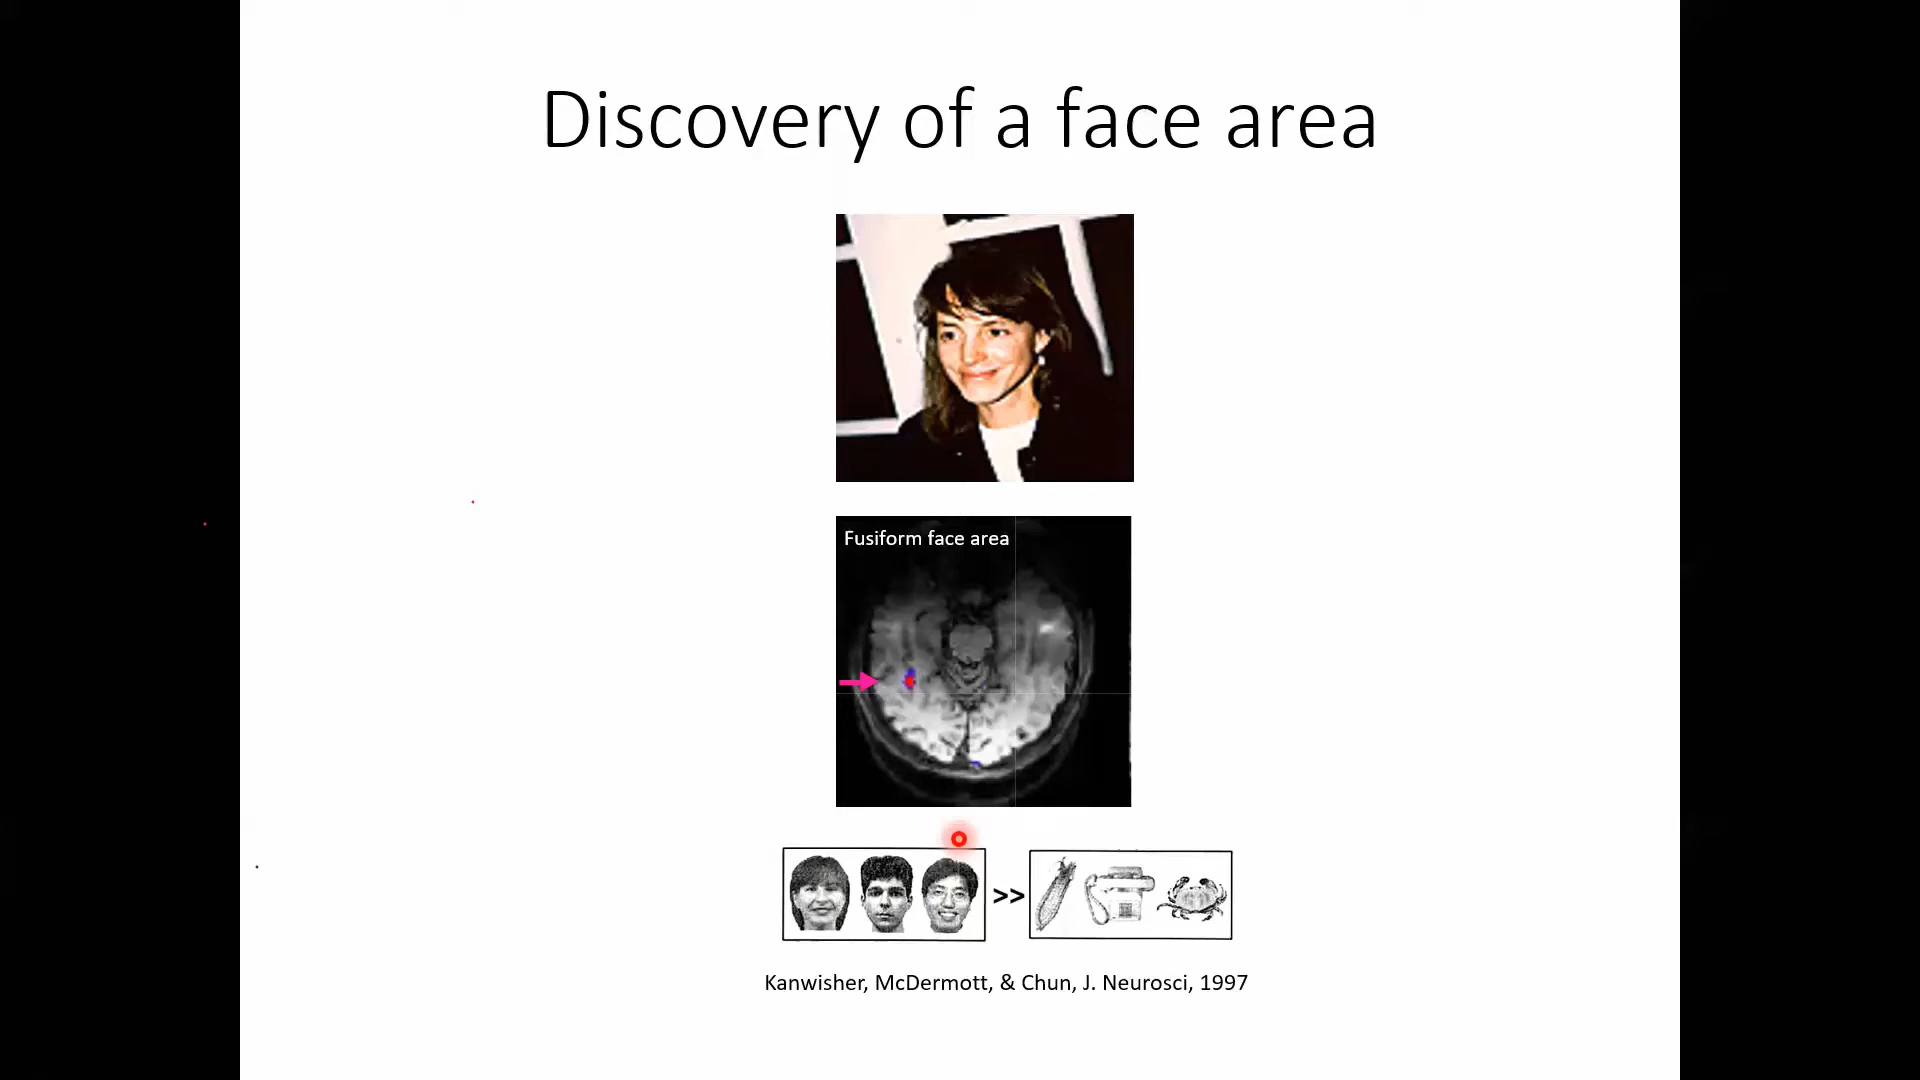 Discovery of a face area
Fusiform face area
>>
Kanwisher, McDermott, & Chun, J. Neurosci, 1997